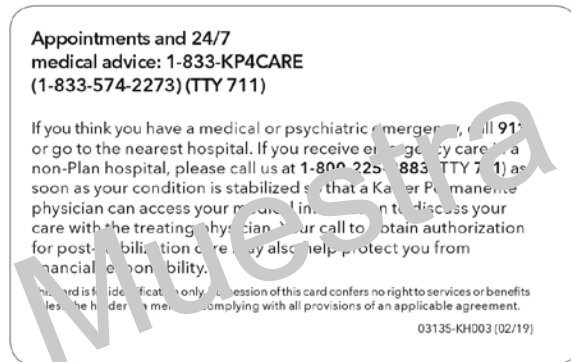 Appointments and 24/7
medical advice: 1-833-KP4CARE
(1-833-574-2273) (TTY 711)
If you think you have a medical or psychiatric emergency, call 911
or go to the nearest hospital. If you receive emergency care in a
non-Plan hospital, please call us at 1-800-225-8883 (TTY 711) as
soon as your condition is stabilized so that a Kaiser Permanente
physician can access your medical information to discuss your
care with the treating physician. Your call to obtain authorization
for post-stabilization care may also help protect you from
financial responsibility.
This card is for identification only. Possession of this card confers no right to services or benefits
unless the holder is a member complying with all provisions of an applicable agreement.
03135-KH003 (02/19)
Muestra